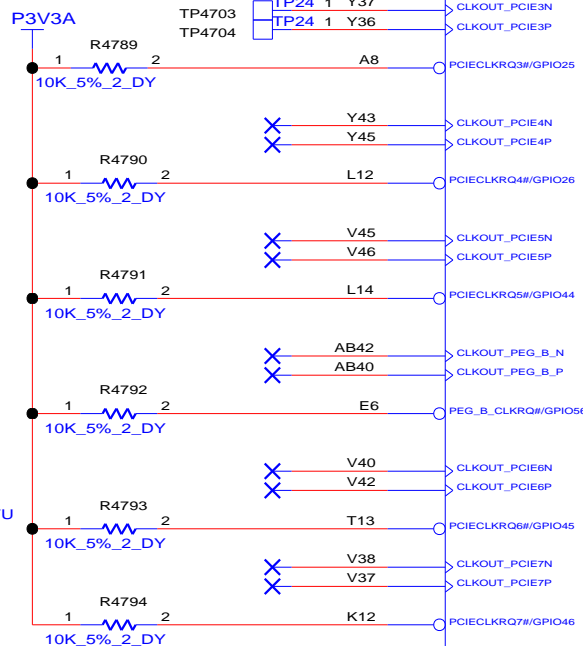 TP24 1 Y37 CLKOUT_PCIE3N
TP4703
P3V3A TP24 1 Y36 CLKOUT_PCIE3P
TP4704
R4789
1 2 A8 PCIECLKRQ3#/GPIO25
10K_5%_2_DY
Y43 CLKOUT_PCIE4N
Y45 CLKOUT_PCIE4P
R4790
1 2 L12 PCIECLKRQ4#/GPIO26
10K_5%_2_DY
V45 CLKOUT_PCIE5N
V46 CLKOUT_PCIE5P
R4791
1 2 L14 PCIECLKRQ5#/GPIO44
10K_5%_2_DY
AB42 CLKOUT_PEG_B_N
AB40 CLKOUT_PEG_B_P
R4792
1 2 E6 PEG_B_CLKRQ#/GPIO56
10K_5%_2_DY
V40 CLKOUT_PCIE6N
V42 CLKOUT_PCIE6P
R4793
U
1 2 T13 PCIECLKRQ6#/GPIO45
10K_5%_2_DY
V38 CLKOUT_PCIE7N
V37 CLKOUT_PCIE7P
R4794
1 2 K12 PCIECLKRQ7#/GPIO46
10K_5%_2_DY